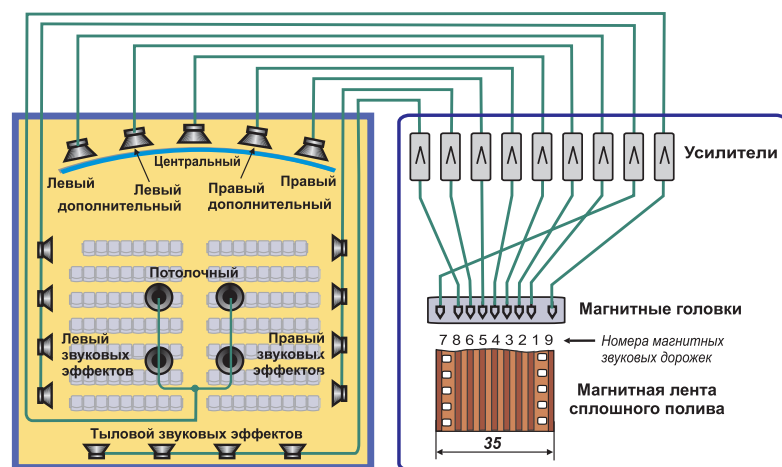 Усилители
Центральный
Левый
Левый
дополнительный
Правый
дополнительный
Правый
Потолочный
Левый
звуковых
эффектов
Правый
звуковых
эффектов
Тыловой звуковых эффектов
Магнитные головки
7 8 6 5 4 3 2 1 9
Номера магнитных
звуковых дорожек
Магнитная лента
сплошного полива
35